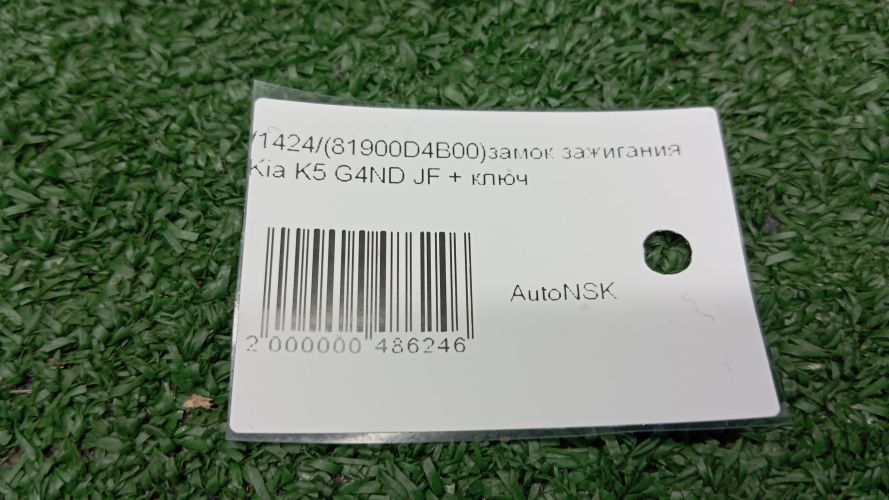 /1424/(81900D4B00)замок зажигания
Kia K5 G4ND JF + ключ
AutoNSK
2 000000 486246